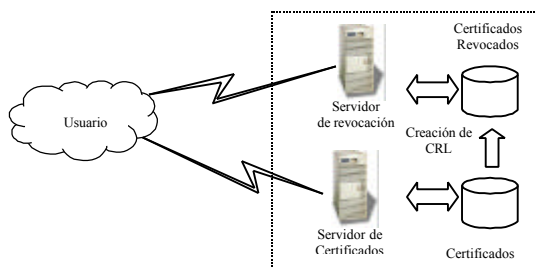 Certificados
Revocados
Usuario
Servidor
de revocación
Creación de
CRL
Servidor de
Certificados
Certificados